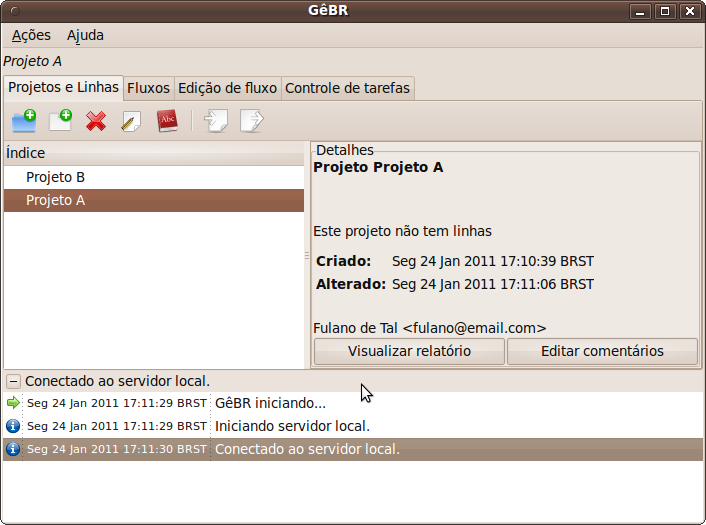 GêBR
Ações Ajuda
Projeto A
Projetos e Linhas Fluxos Edição de fluxo Controle de tarefas
Abc
Índice
Projeto B
Projeto A
Detalhes
Projeto Projeto A
Este projeto não tem linhas
Criado: Seg 24 Jan 2011 17:10:39 BRST
Alterado: Seg 24 Jan 2011 17:11:06 BRST
Fulano de Tal <fulano@email.com>
Visualizar relatório Editar comentários
Conectado ao servidor local.
Seg 24 Jan 2011 17:11:29 BRST GêBR iniciando...
Seg 24 Jan 2011 17:11:29 BRST Iniciando servidor local.
Seg 24 Jan 2011 17:11:30 BRST Conectado ao servidor local.